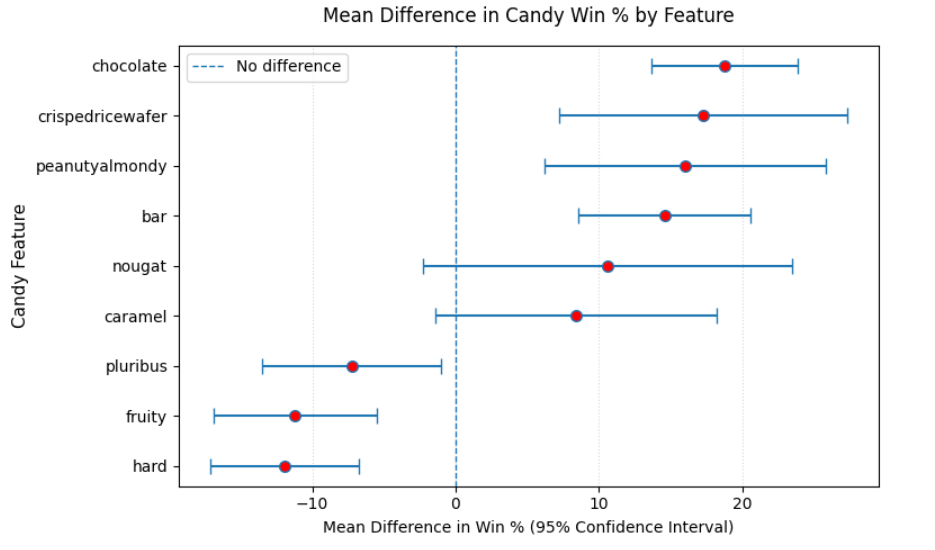 Mean Difference in Candy Win % by Feature
No difference
chocolate
crispedricewafer
peanutyalmondy
bar
nougat
caramel
pluribus
fruity
hard
Candy Feature
−10 0 10 20
Mean Difference in Win % (95% Confidence Interval)